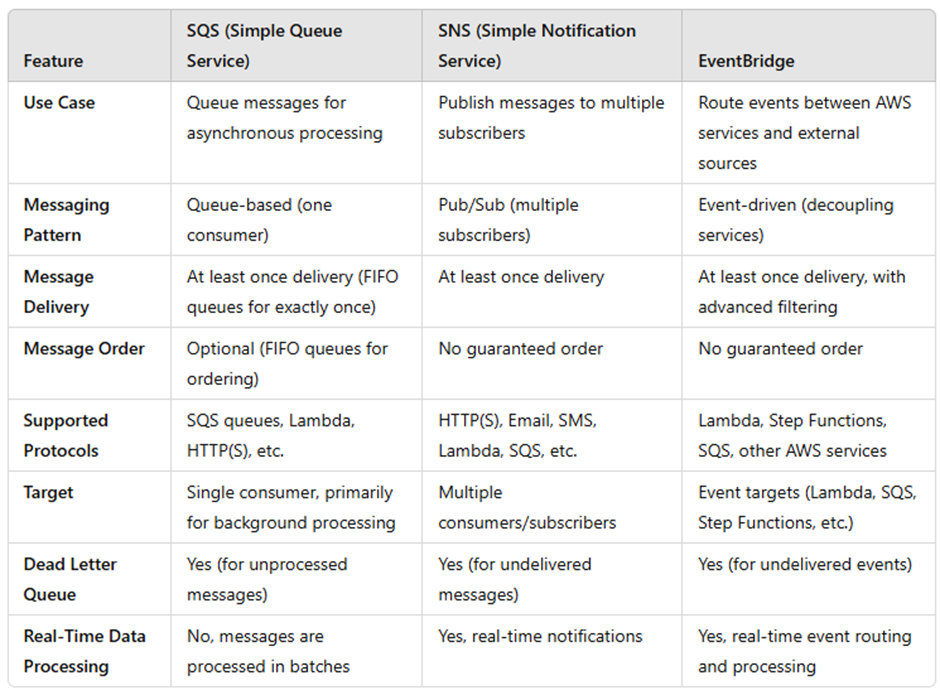 Feature
SQS (Simple Queue
Service)
SNS (Simple Notification
Service)
EventBridge
Use Case
Queue messages for
asynchronous processing
Publish messages to multiple
subscribers
Route events between AWS
services and external
sources
Messaging
Pattern
Queue-based (one
consumer)
Pub/Sub (multiple
subscribers)
Event-driven (decoupling
services)
Message
Delivery
At least once delivery (FIFO
queues for exactly once)
At least once delivery
At least once delivery, with
advanced filtering
Message Order
Optional (FIFO queues for
ordering)
No guaranteed order
No guaranteed order
Supported
Protocols
SQS queues, Lambda,
HTTP(S), etc.
HTTP(S), Email, SMS,
Lambda, SQS, etc.
Lambda, Step Functions,
SQS, other AWS services
Target
Single consumer, primarily
for background processing
Multiple
consumers/subscribers
Event targets (Lambda, SQS,
Step Functions, etc.)
Dead Letter
Queue
Yes (for unprocessed
messages)
Yes (for undelivered
messages)
Yes (for undelivered events)
Real-Time Data
Processing
No, messages are
processed in batches
Yes, real-time notifications
Yes, real-time event routing
and processing